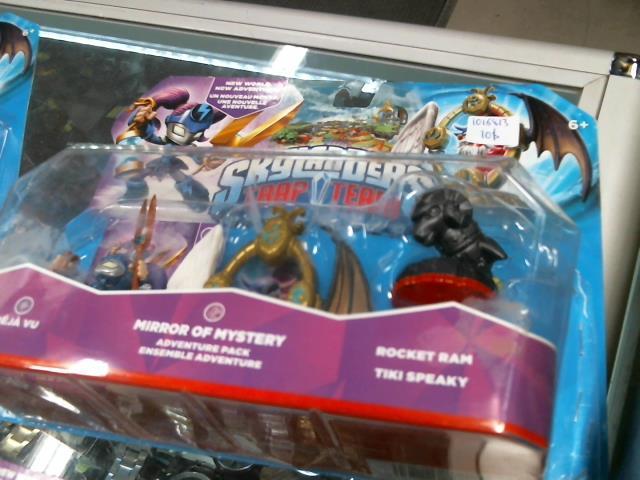 NEW WORLD
NEW ADVENTURE
UN NOUVEAU MONDE
UNE NOUVELLE
AVENTURE.
1016813
10$
6+
SKYLANDERS
TRAP TEAM
DÉJÀ VU
MIRROR OF MYSTERY
ADVENTURE PACK
ENSEMBLE ADVENTURE
ROCKET RAM
TIKI SPEAKY